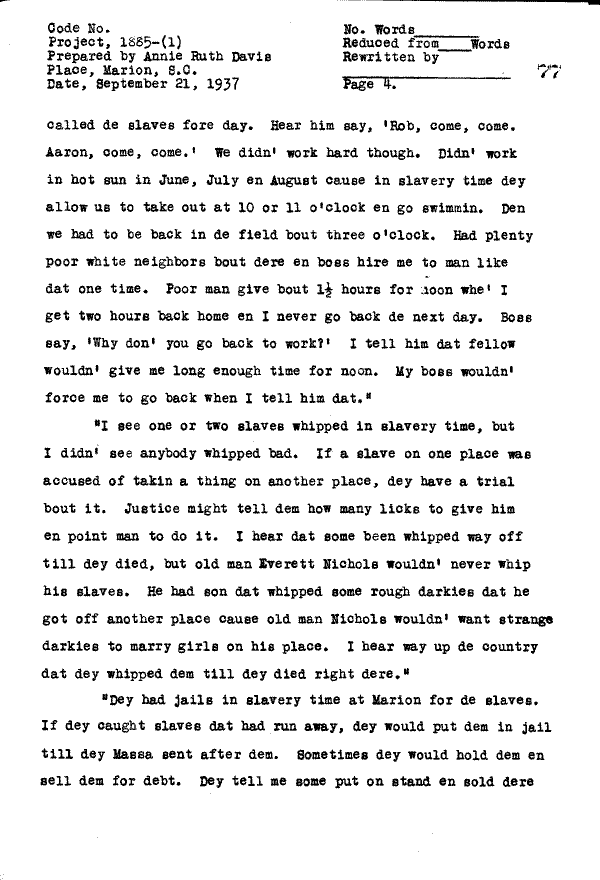 Code No.
Project, 1885-(1)
Prepared by Annie Ruth Davis
Place, Marion, S.C.
Date, September 21, 1937
No. Words________
Reduced from____Words
Rewritten by
Page 4.
77
called de slaves fore day. Hear him say, 'Rob, come, come.
Aaron, come, come.' We didn' work hard though. Didn' work
in hot sun in June, July en August cause in slavery time dey
allow us to take out at 10 or 11 o'clock en go swimmin. Den
we had to be back in de field bout three o'clock. Had plenty
poor white neighbors bout dere en boss hire me to man like
dat one time. Poor man give bout 1½ hours for noon whe' I
get two hours back home en I never go back de next day. Boss
say, 'Why don' you go back to work?' I tell him dat fellow
wouldn' give me long enough time for noon. My boss wouldn'
force me to go back when I tell him dat."
"I see one or two slaves whipped in slavery time, but
I didn' see anybody whipped bad. If a slave on one place was
accused of takin a thing on another place, dey have a trial
bout it. Justice might tell dem how many licks to give him
en point man to do it. I hear dat some been whipped way off
till dey died, but old man Everett Nichols wouldn' never whip
his slaves. He had son dat whipped some rough darkies dat he
got off another place cause old man Nichols wouldn' want strange
darkies to marry girls on his place. I hear way up de country
dat dey whipped dem till dey died right dere."
"Dey had jails in slavery time at Marion for de slaves.
If dey caught slaves dat had run away, dey would put dem in jail
till dey Massa sent after dem. Sometimes dey would hold dem en
sell dem for debt. Dey tell me some put on stand en sold dere